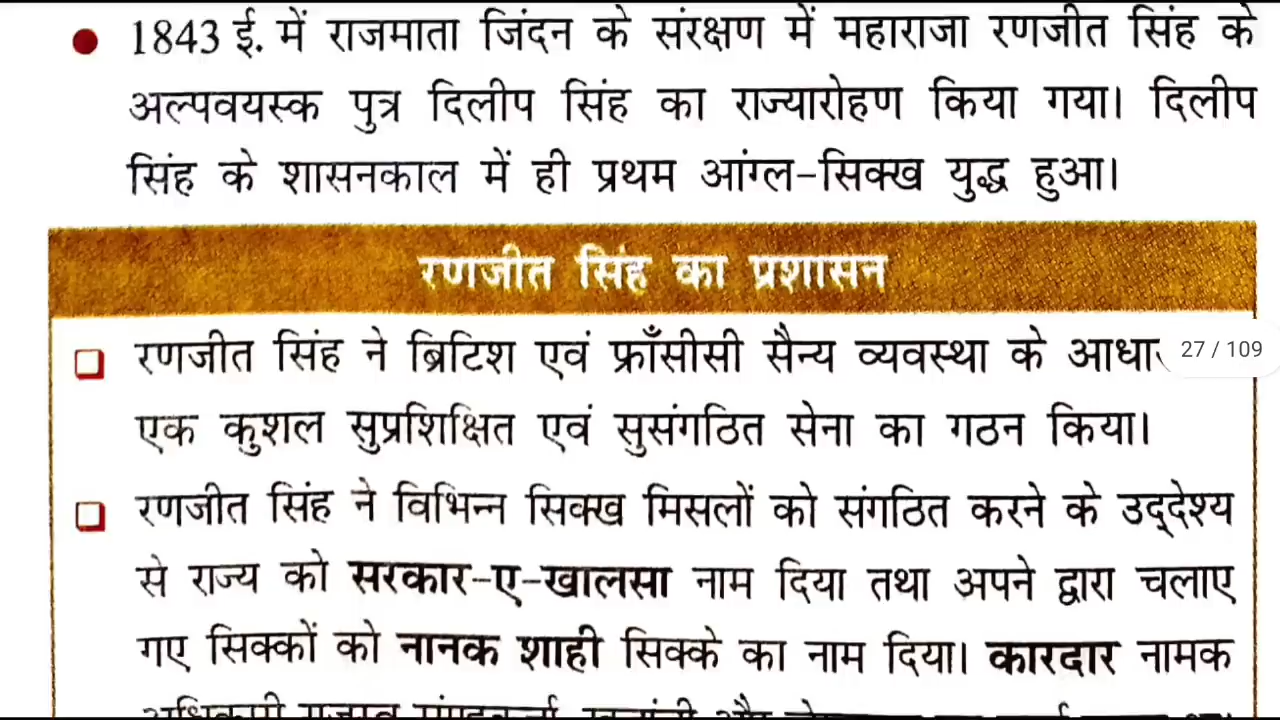 1843 ई. में राजमाता जिंदन के संरक्षण में महाराजा रणजीत सिंह के
अल्पवयस्क पुत्र दिलीप सिंह का राज्यारोहण किया गया। दिलीप
सिंह के शासनकाल में ही प्रथम आंग्ल-सिक्ख युद्ध हुआ।
रणजीत सिंह का प्रशासन
रणजीत सिंह ने ब्रिटिश एवं फ्राँसीसी सैन्य व्यवस्था के
27 / 109
एक कुशल सुप्रशिक्षित एवं सुसंगठित सेना का गठन किया।
रणजीत सिंह ने विभिन्न सिक्ख मिसलों को संगठित करने के उद्देश्य
से राज्य को सरकार-ए-खालसा नाम दिया तथा अपने द्वारा चलाए
गए सिक्कों को नानक शाही सिक्के का नाम दिया। कारदार नामक